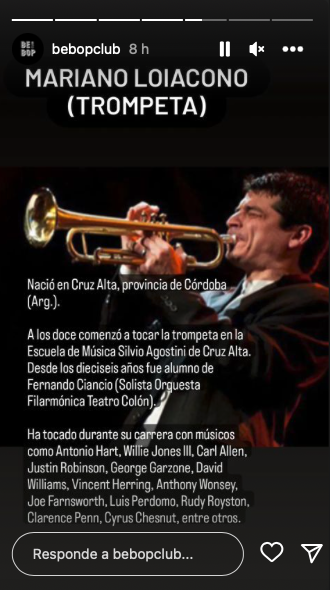 BE!
BOP
bebopclub 8 h
MARIANO LOIACONO
(TROMPETA)
Nació en Cruz Alta, provincia de Córdoba
(Arg.).
A los doce comenzó a tocar la trompeta en la
Escuela de Música Silvio Agostini de Cruz Alta.
Desde los dieciseis años fue alumno de
Fernando Ciancio (Solista Orquesta
Filarmónica Teatro Colón).
Ha tocado durante su carrera con músicos
como Antonio Hart, Willie Jones III, Carl Allen,
Justin Robinson, George Garzone, David
Williams, Vincent Herring, Anthony Wonsey,
Joe Farnsworth, Luis Perdomo, Rudy Royston,
Clarence Penn, Cyrus Chesnut, entre otros.
Responde a bebopclub...